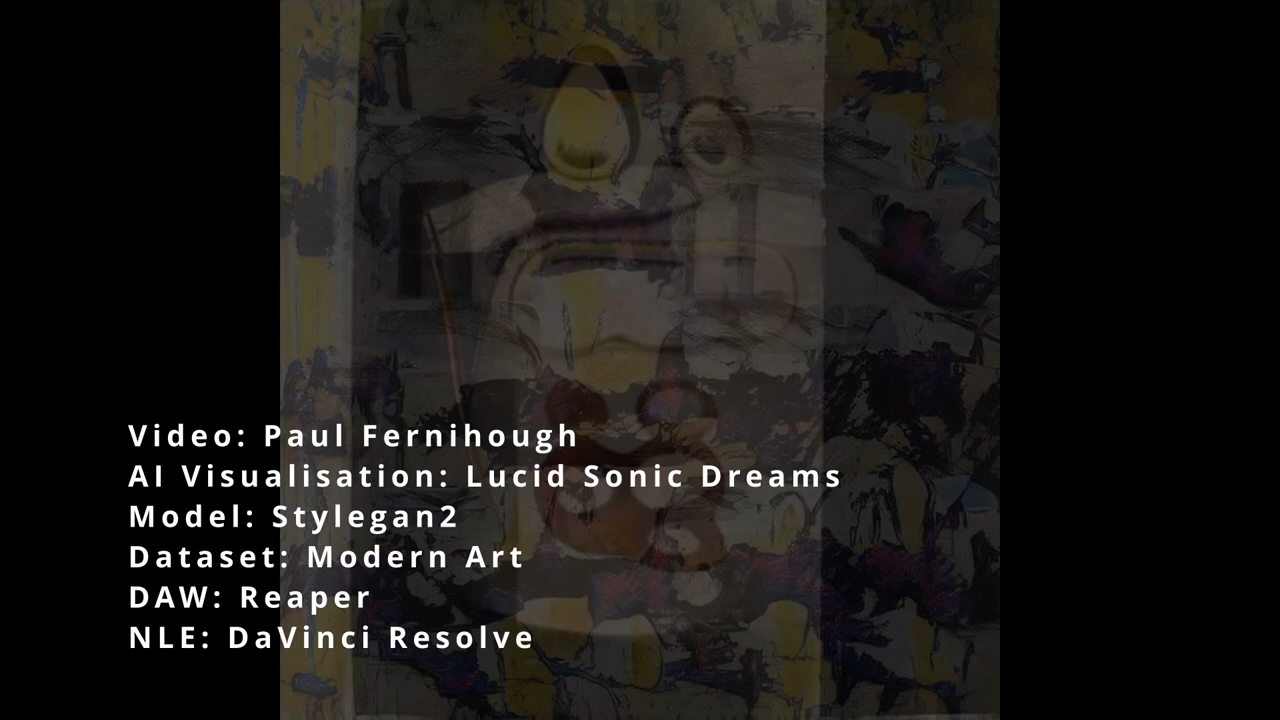 Video: Paul Fernihough
AI Visualisation: Lucid Sonic Dreams
Model: Stylegan2
Dataset: Modern Art
DAW: Reaper
NLE: DaVinci Resolve